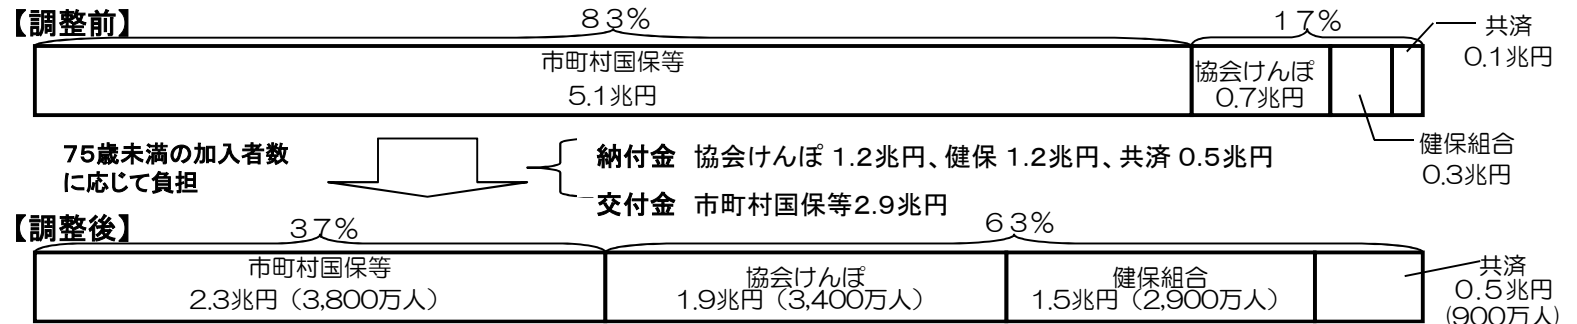 【調整前】
８３%
１７%
共済
0.1兆円
市町村国保等
5.1兆円
協会けんぽ
0.7兆円
健保組合
0.3兆円
75歳未満の加入者数
に応じて負担
納付金 協会けんぽ 1.2兆円、健保 1.2兆円、共済 0.5兆円
交付金 市町村国保等2.9兆円
【調整後】
３７%
６３%
市町村国保等
2.3兆円（3,800万人）
協会けんぽ
1.9兆円（3,400万人）
健保組合
1.5兆円（2,900万人）
共済
0.5兆円
(900万人)